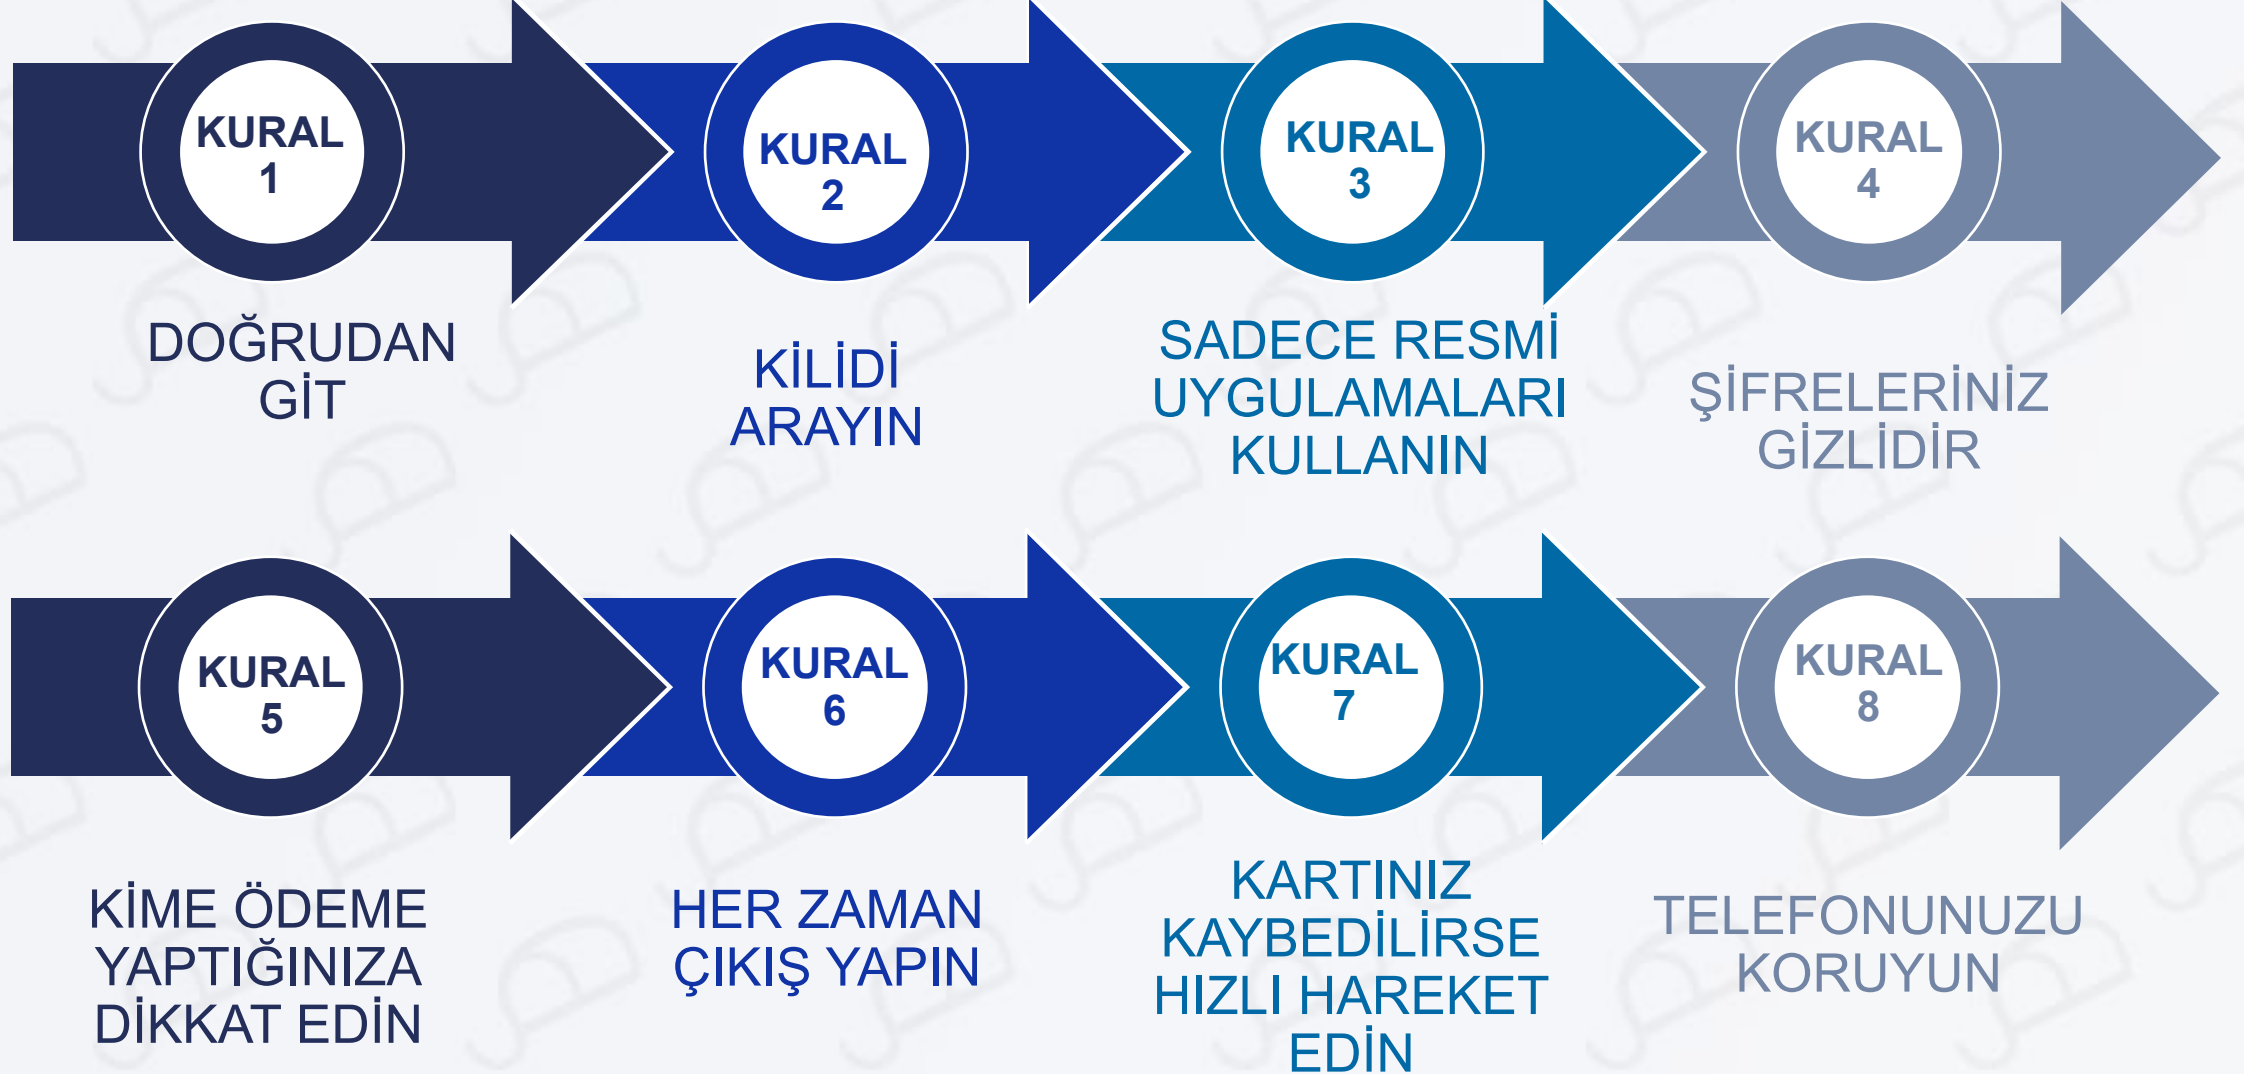 KURAL
1
KURAL
2
KURAL
3
KURAL
4
DOĞRUDAN
GİT
KİLİDİ
ARAYIN
SADECE RESMİ
UYGULAMALARI
KULLANIN
ŞİFRELERİNİZ
GİZLİDİR
KURAL
5
KURAL
6
KURAL
7
KURAL
8
KİME ÖDEME
YAPTIĞINIZA
DİKKAT EDİN
HER ZAMAN
ÇIKIŞ YAPIN
KARTINIZ
KAYBEDİLİRSE
HIZLI HAREKET
EDİN
TELEFONUNUZU
KORUYUN